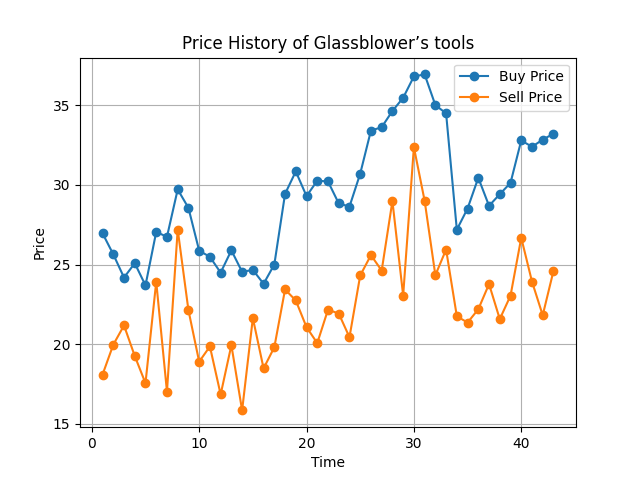 Price History of Glassblower’s tools
Buy Price
Sell Price
Price
35
30
25
20
15
0 10 20 30 40
Time